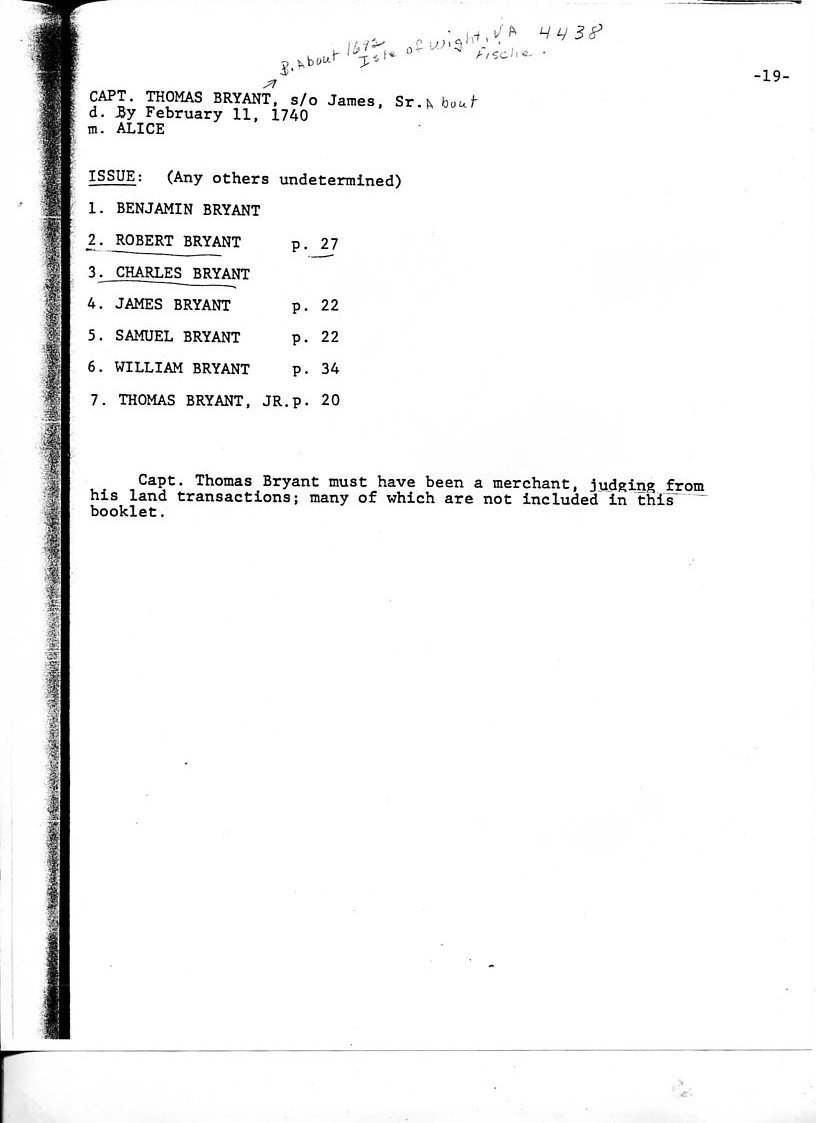 B. About 1692 Isle of Wight, VA 4438
Fische.
-19-
CAPT. THOMAS BRYANT, s/o James, Sr. About
d. By February 11, 1740
m. ALICE
ISSUE: (Any others undetermined)
1. BENJAMIN BRYANT
2. ROBERT BRYANT p. 27
3. CHARLES BRYANT
4. JAMES BRYANT p. 22
5. SAMUEL BRYANT p. 22
6. WILLIAM BRYANT p. 34
7. THOMAS BRYANT, JR.p. 20
Capt. Thomas Bryant must have been a merchant, judging from
his land transactions; many of which are not included in this
booklet.